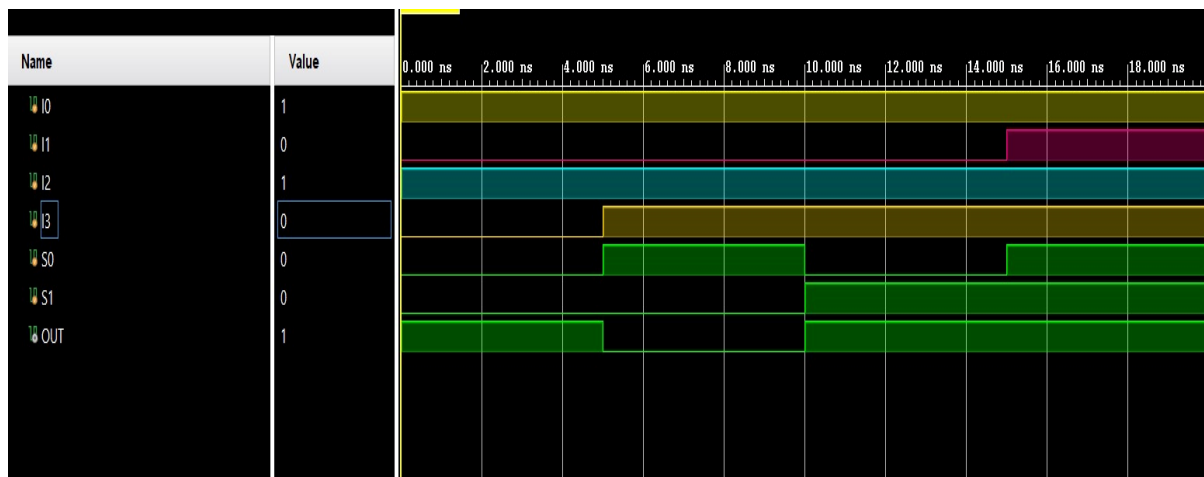 Name Value 0.000 ns 2.000 ns 4.000 ns 6.000 ns 8.000 ns 10.000 ns 12.000 ns 14.000 ns 16.000 ns 18.000 ns
I0 1
I1 0
I2 1
I3 0
S0 0
S1 0
OUT 1